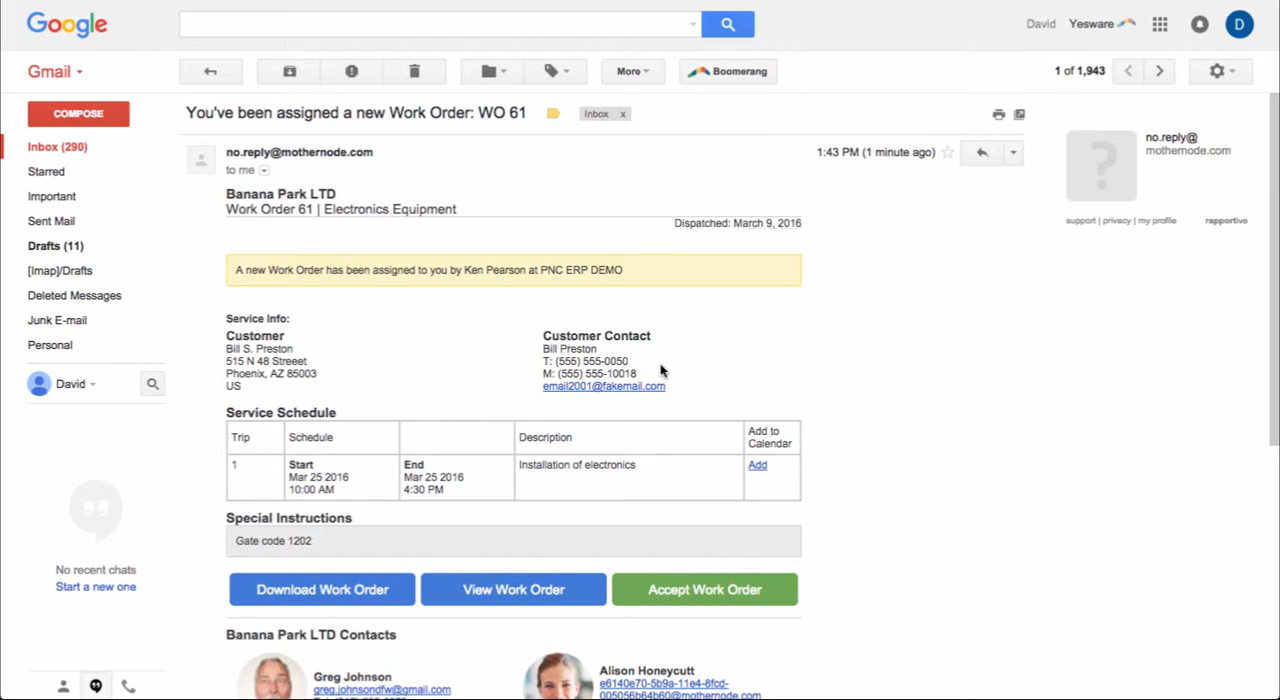 Google
David
Yesware
D
Gmail
More
Boomerang
1 of 1,943
COMPOSE
Inbox (290)
Starred
Important
Sent Mail
Drafts (11)
[Imap]/Drafts
Deleted Messages
Junk E-mail
Personal
David
No recent chats
Start a new one
You've been assigned a new Work Order: WO 61
Inbox x
no.reply@mothernode.com
1:43 PM (1 minute ago)
to me
Banana Park LTD
Work Order 61 | Electronics Equipment
Dispatched: March 9, 2016
A new Work Order has been assigned to you by Ken Pearson at PNC ERP DEMO
Service Info:
Customer
Bill S. Preston
515 N 48 Streeet
Phoenix, AZ 85003
US
Customer Contact
Bill Preston
T: (555) 555-0050
M: (555) 555-10018
email2001@fakemail.com
Service Schedule
Trip
Schedule
Description
Add to
Calendar
1
Start
Mar 25 2016
10:00 AM
End
Mar 25 2016
4:30 PM
Installation of electronics
Add
Special Instructions
Gate code 1202
Download Work Order
View Work Order
Accept Work Order
Banana Park LTD Contacts
Greg Johnson
greg.johnsondfw@gmail.com
Alison Honeycutt
e6140e70-5b9a-11e4-8fcd-
005056b64b60@mothernode.com
?
no.reply@
mothernode.com
support | privacy | my profile
rapportive